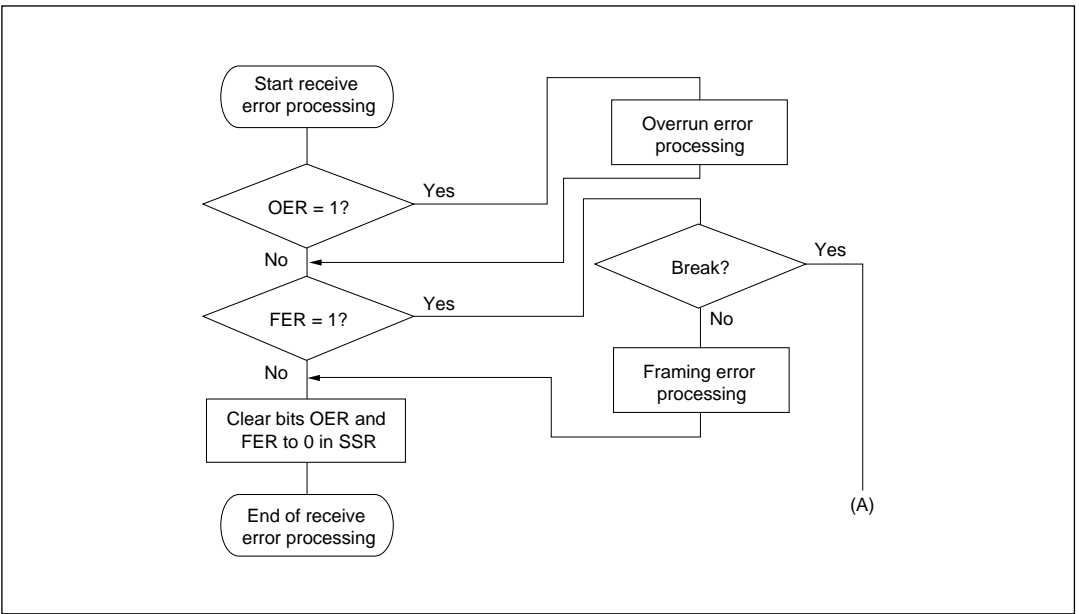 Start receive
error processing
OER = 1?
Yes
No
Overrun error
processing
FER = 1?
Yes
No
Break?
Yes
No
Framing error
processing
Clear bits OER and
FER to 0 in SSR
End of receive
error processing
(A)